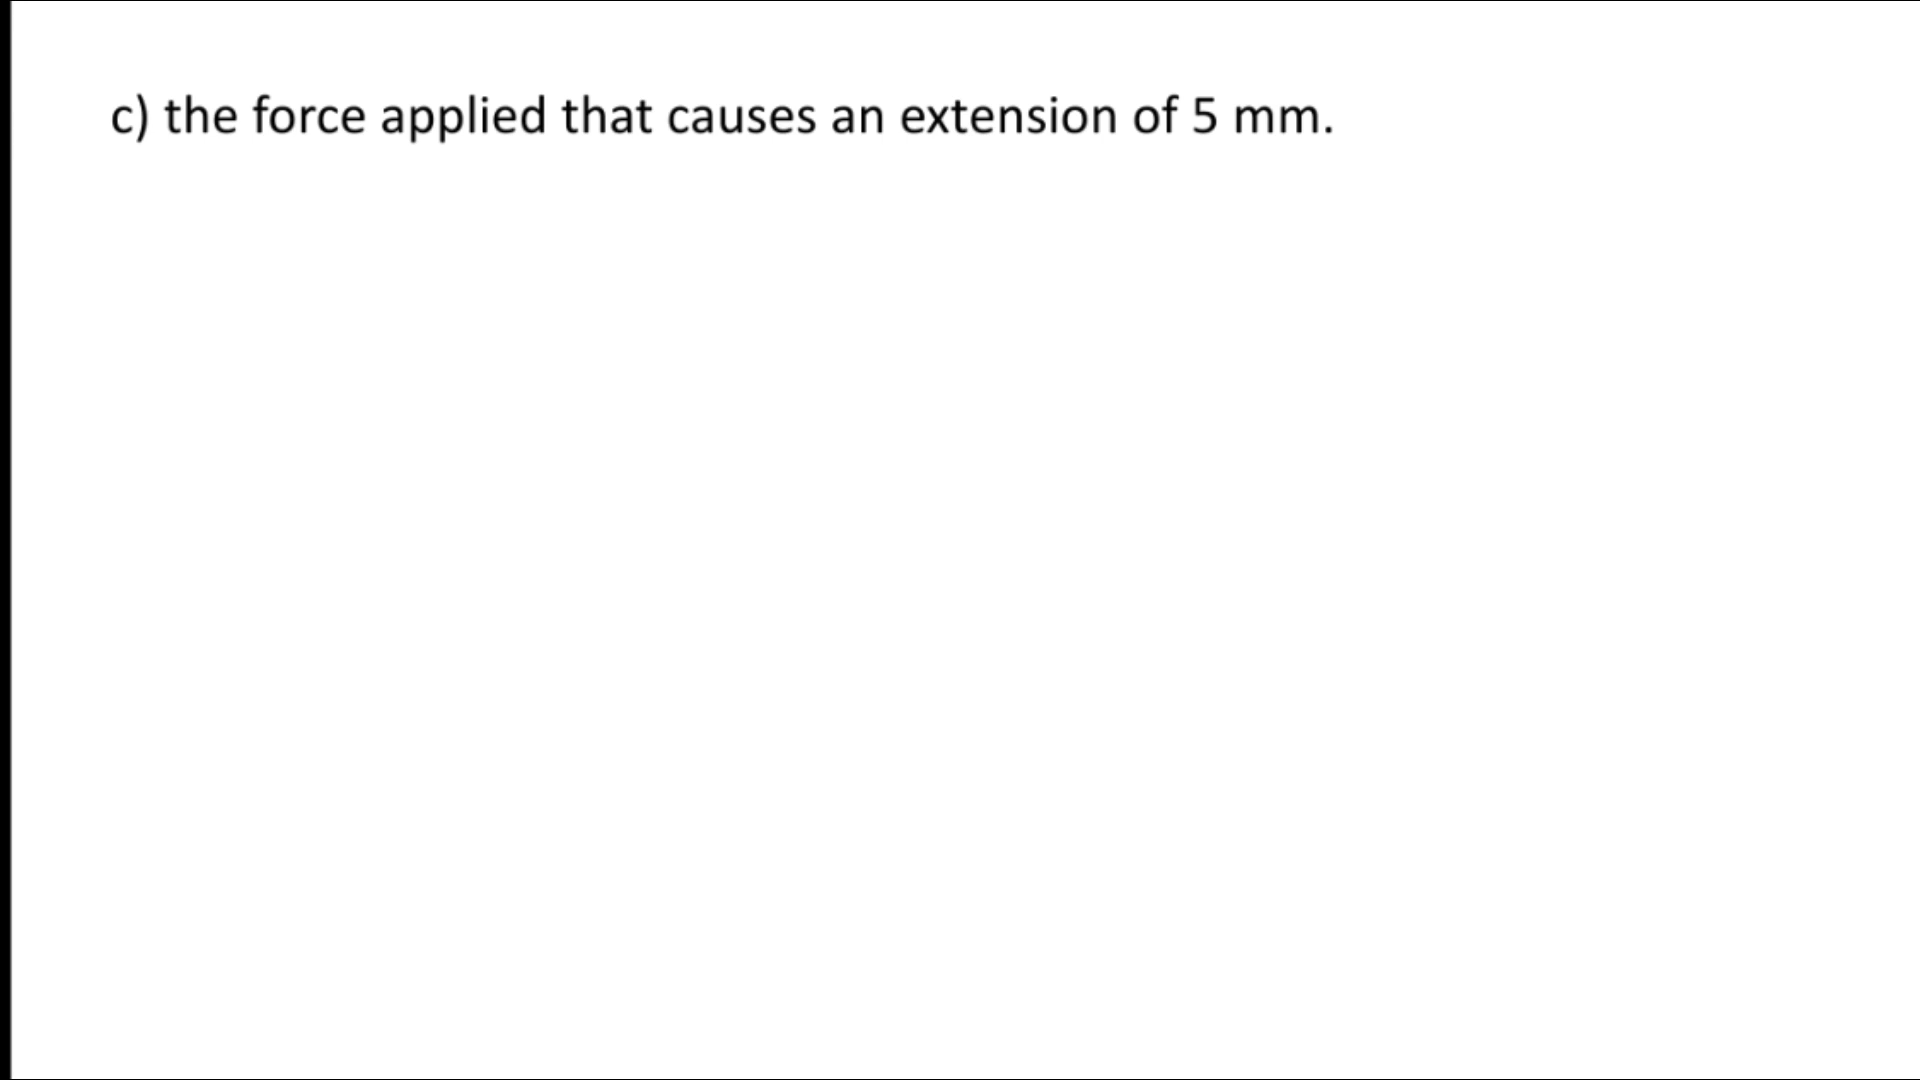 c) the force applied that causes an extension of 5 mm.